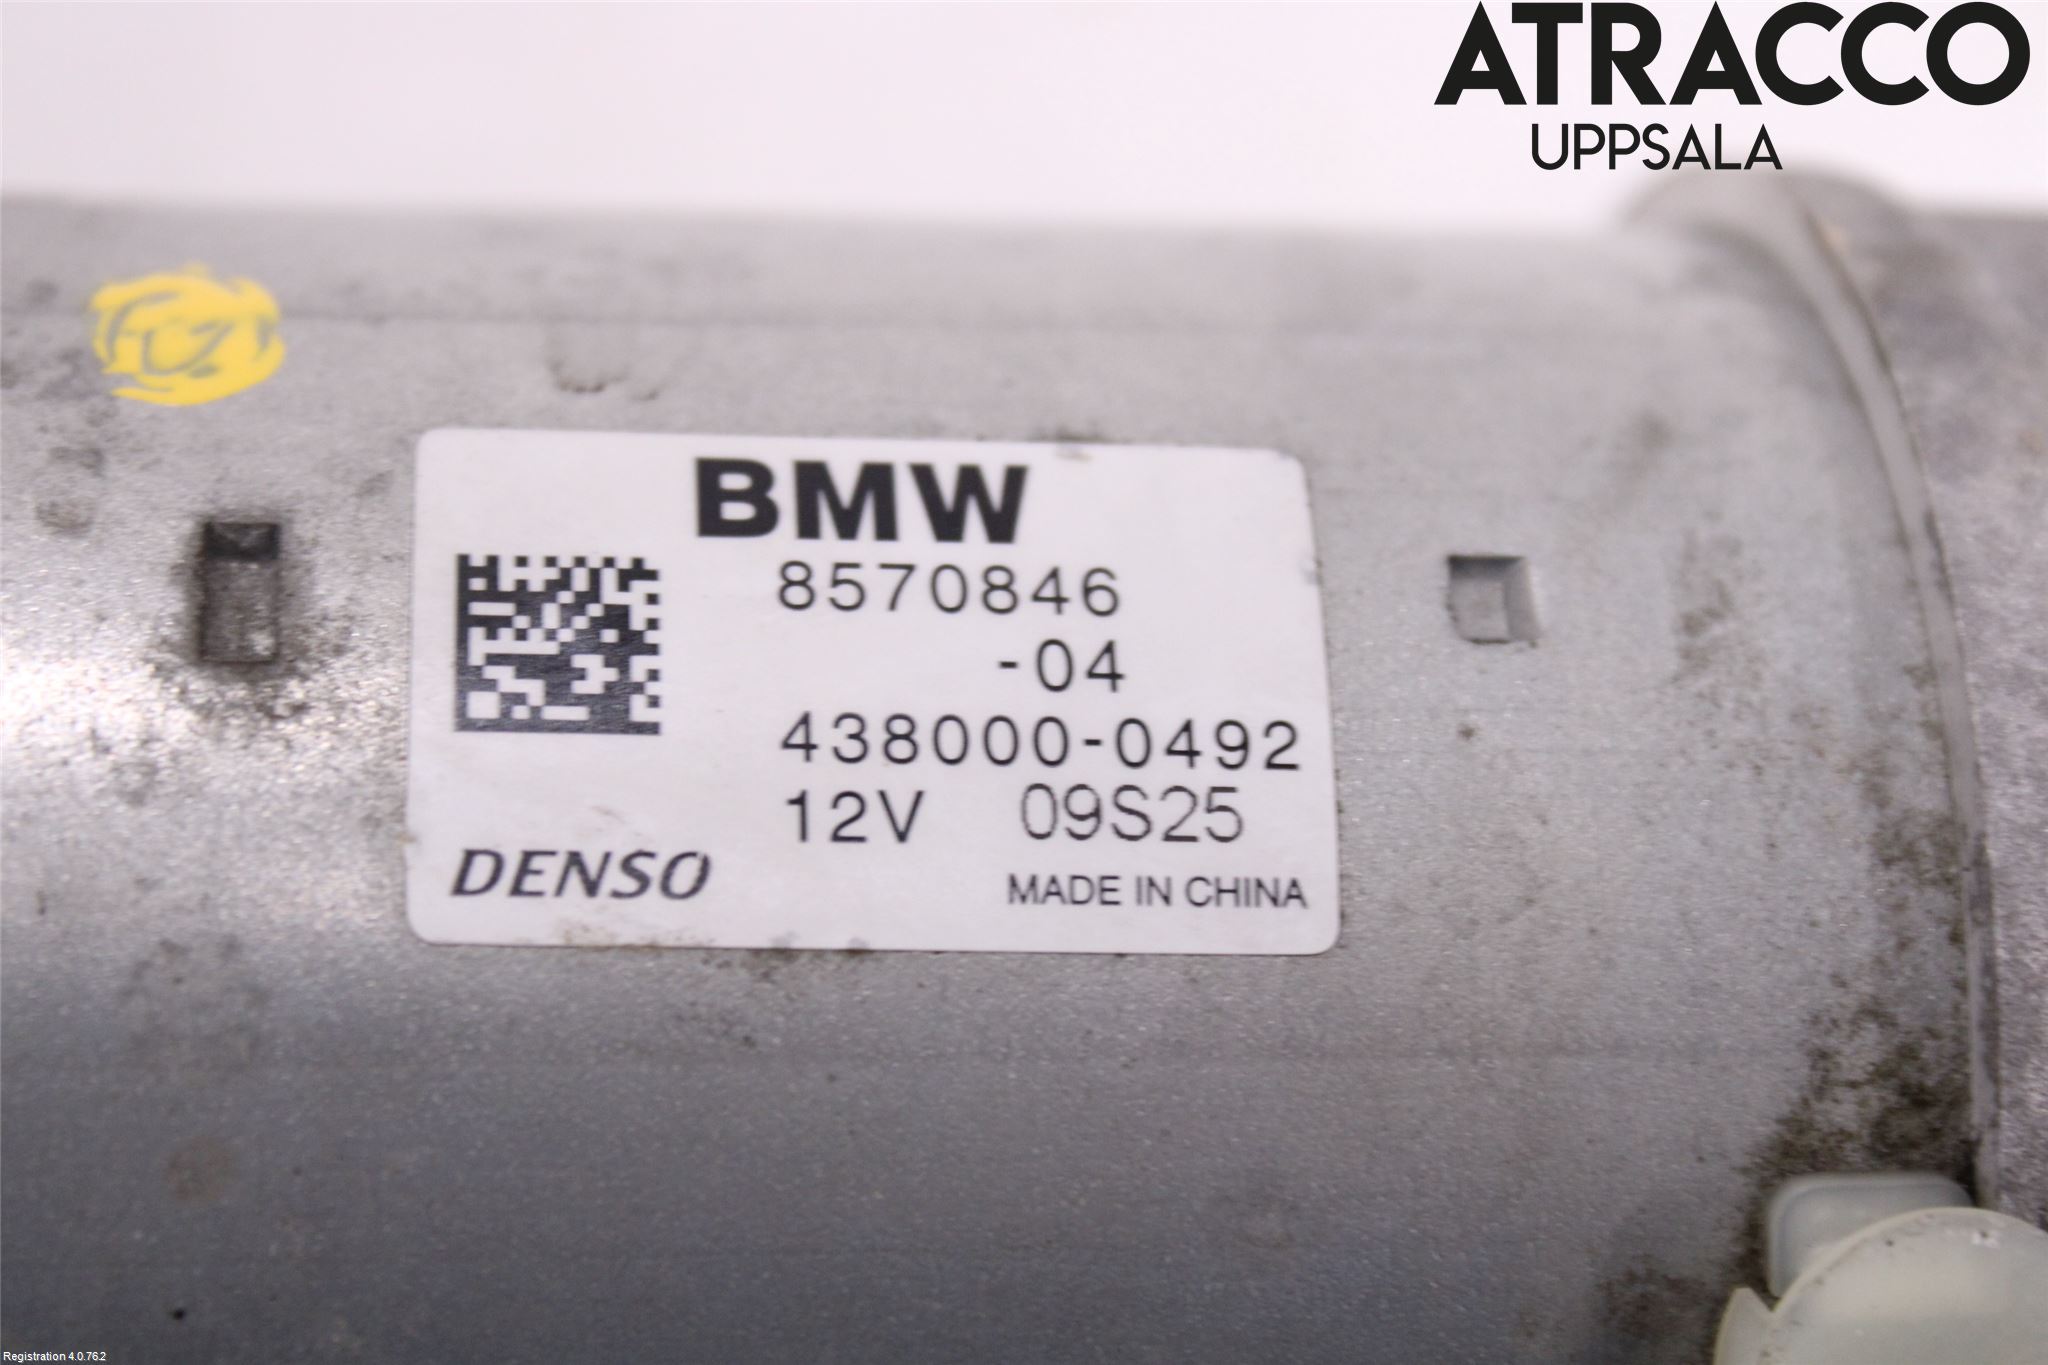 ATRACCO
UPPSALA
BMW
8570846
-04
438000-0492
12V 09S25
DENSO MADE IN CHINA
Registration 4.0.76.2